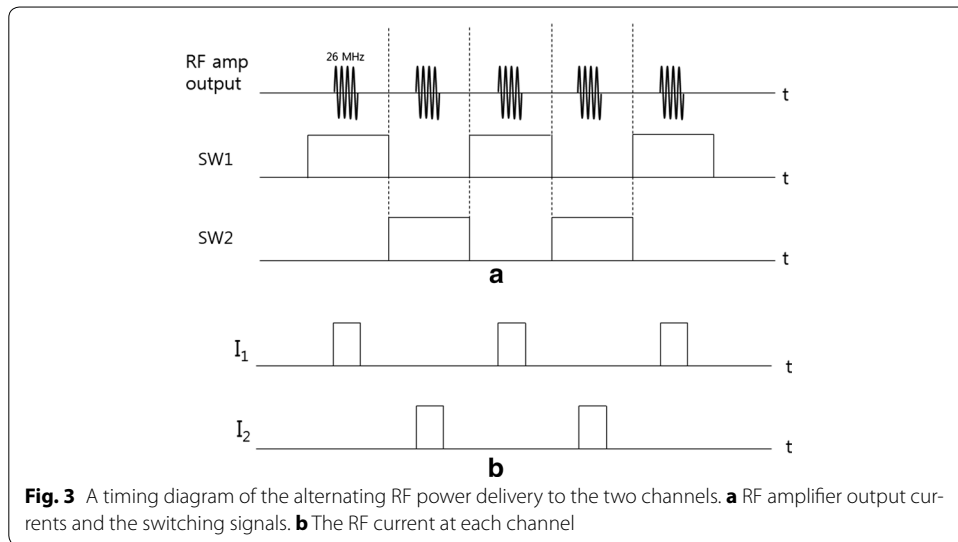 26 MHz
RF amp
output
t
SW1
t
SW2
t
a
I1
t
I2
t
b
Fig. 3 A timing diagram of the alternating RF power delivery to the two channels. a RF amplifier output cur-
rents and the switching signals. b The RF current at each channel